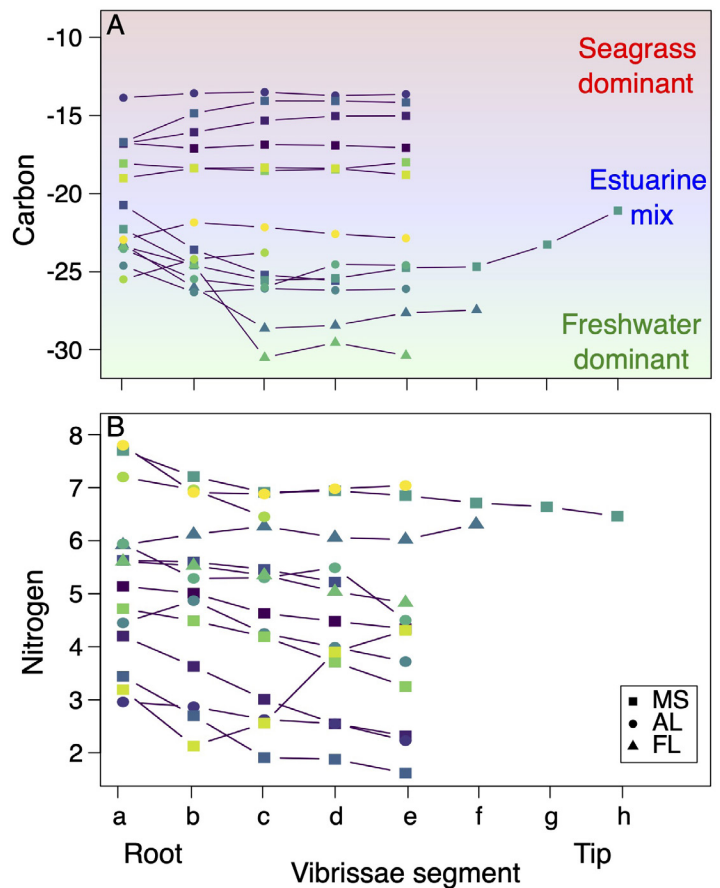 A
Seagrass
dominant
Estuarine
mix
Freshwater
dominant
Carbon
-10
-15
-20
-25
-30
B
Nitrogen
8
7
6
5
4
3
2
MS
AL
FL
a b c d e f g h
Root Tip
Vibrissae segment